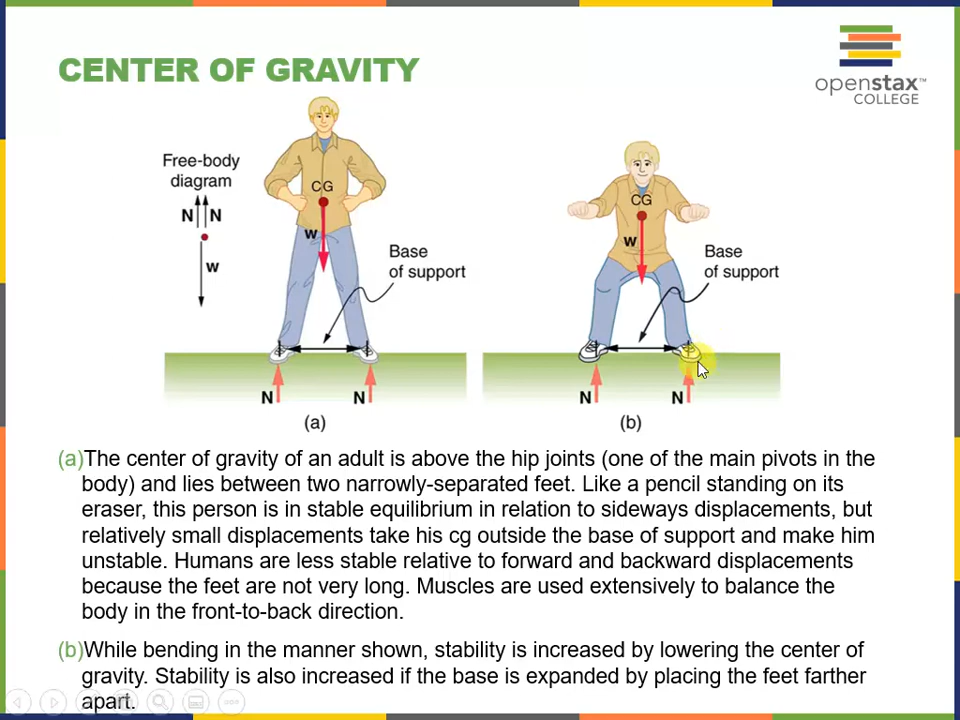 CENTER OF GRAVITY
openstax™
COLLEGE
Free-body
diagram
N N
w
CG
w
Base
of support
N N
(a)
CG
w
Base
of support
N N
(b)
(a)The center of gravity of an adult is above the hip joints (one of the main pivots in the
body) and lies between two narrowly-separated feet. Like a pencil standing on its
eraser, this person is in stable equilibrium in relation to sideways displacements, but
relatively small displacements take his cg outside the base of support and make him
unstable. Humans are less stable relative to forward and backward displacements
because the feet are not very long. Muscles are used extensively to balance the
body in the front-to-back direction.
(b)While bending in the manner shown, stability is increased by lowering the center of
gravity. Stability is also increased if the base is expanded by placing the feet farther
apart.